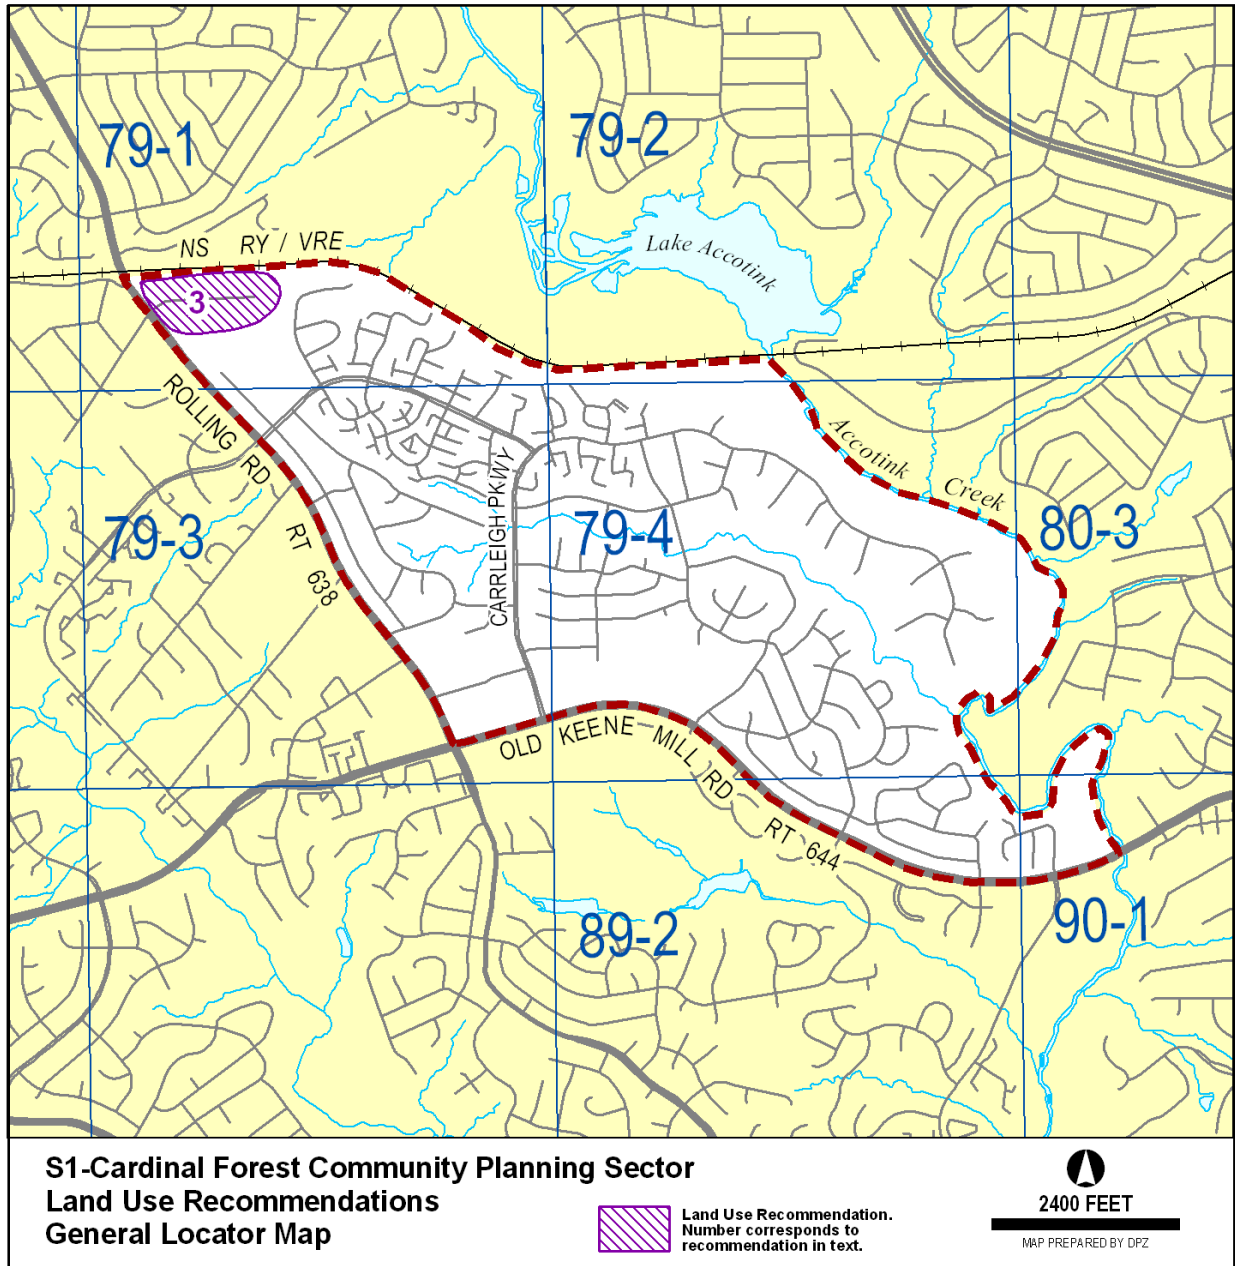 79-1
79-2
NS RY / VRE
Lake Accotink
3
ROLLING RD
Accotink Creek
CARRLEIGH PKWY
79-3
RT 638
79-4
80-3
OLD KEENE MILL RD
RT 644
89-2
90-1
S1-Cardinal Forest Community Planning Sector
Land Use Recommendations
General Locator Map
Land Use Recommendation.
Number corresponds to
recommendation in text.
2400 FEET
MAP PREPARED BY DPZ